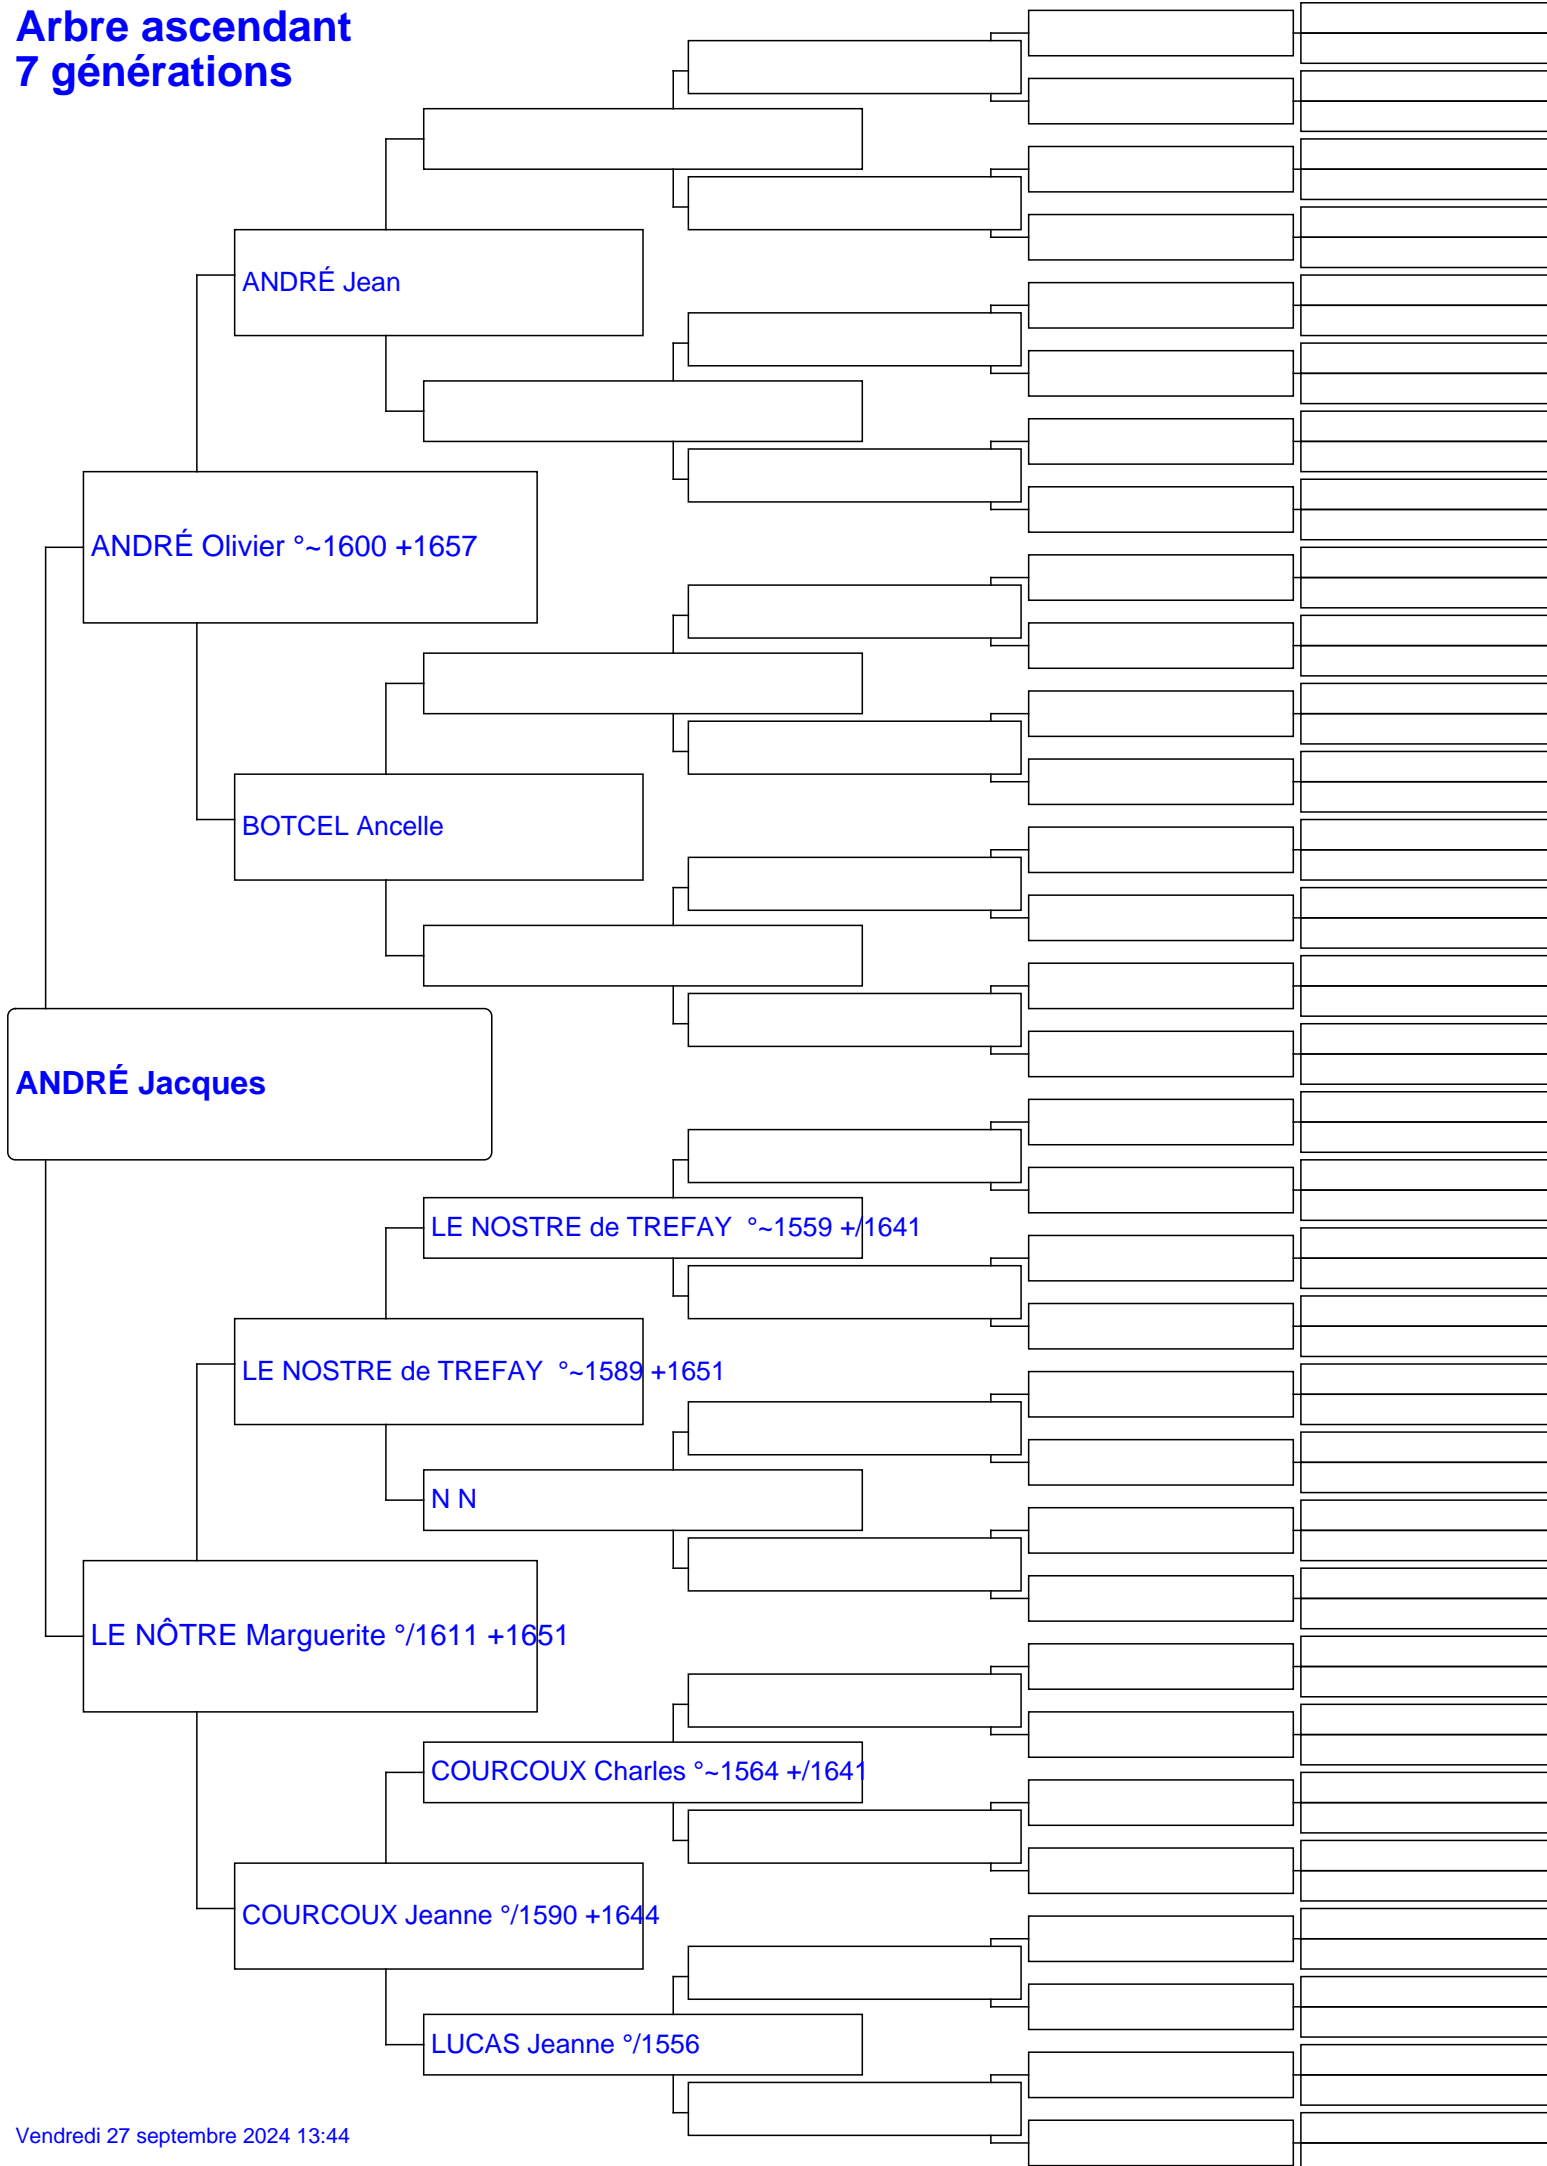 Arbre ascendant
7 générations
ANDRÉ Jean
ANDRÉ Olivier °~1600 +1657
BOTCEL Ancelle
ANDRÉ Jacques
LE NOSTRE de TREFAY  °~1559 +/1641
LE NOSTRE de TREFAY  °~1589 +1651
N N
LE NÔTRE Marguerite °/1611 +1651
COURCOUX Charles °~1564 +/1641
COURCOUX Jeanne °/1590 +1644
LUCAS Jeanne °/1556
Vendredi 27 septembre 2024 13:44